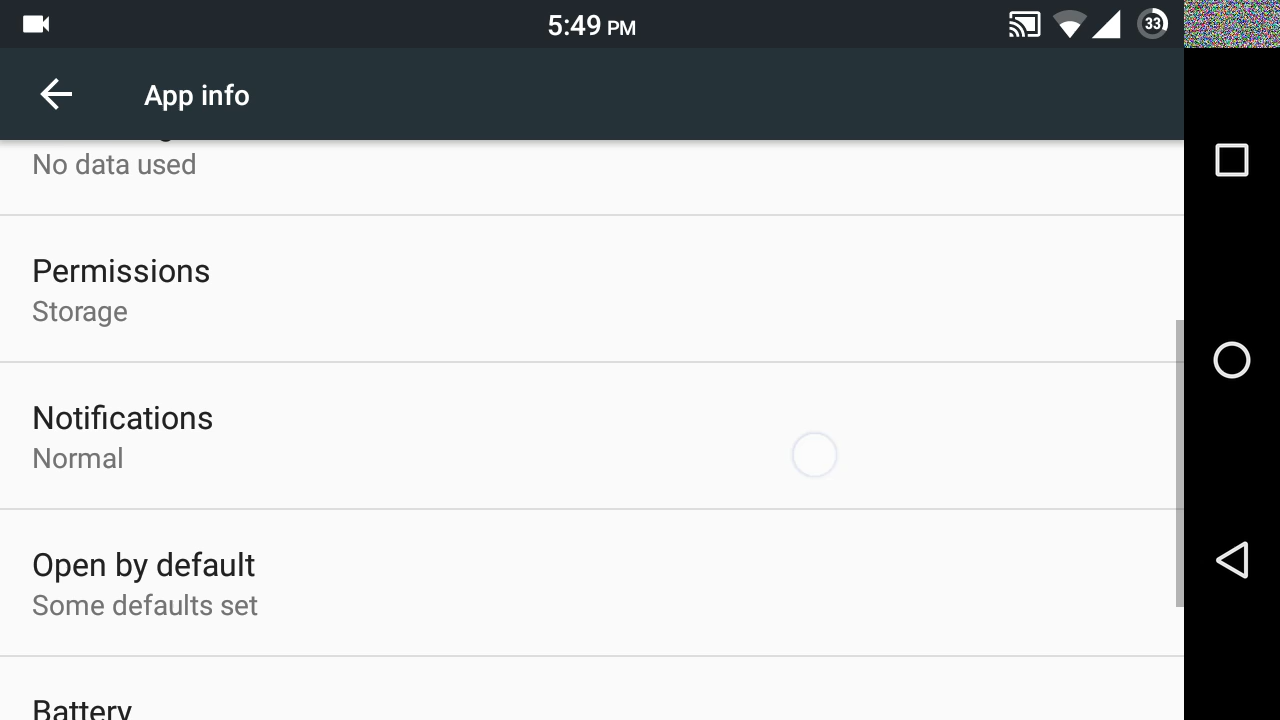 5:49 PM
33
App info
No data used
Permissions
Storage
Notifications
Normal
Open by default
Some defaults set
Battery